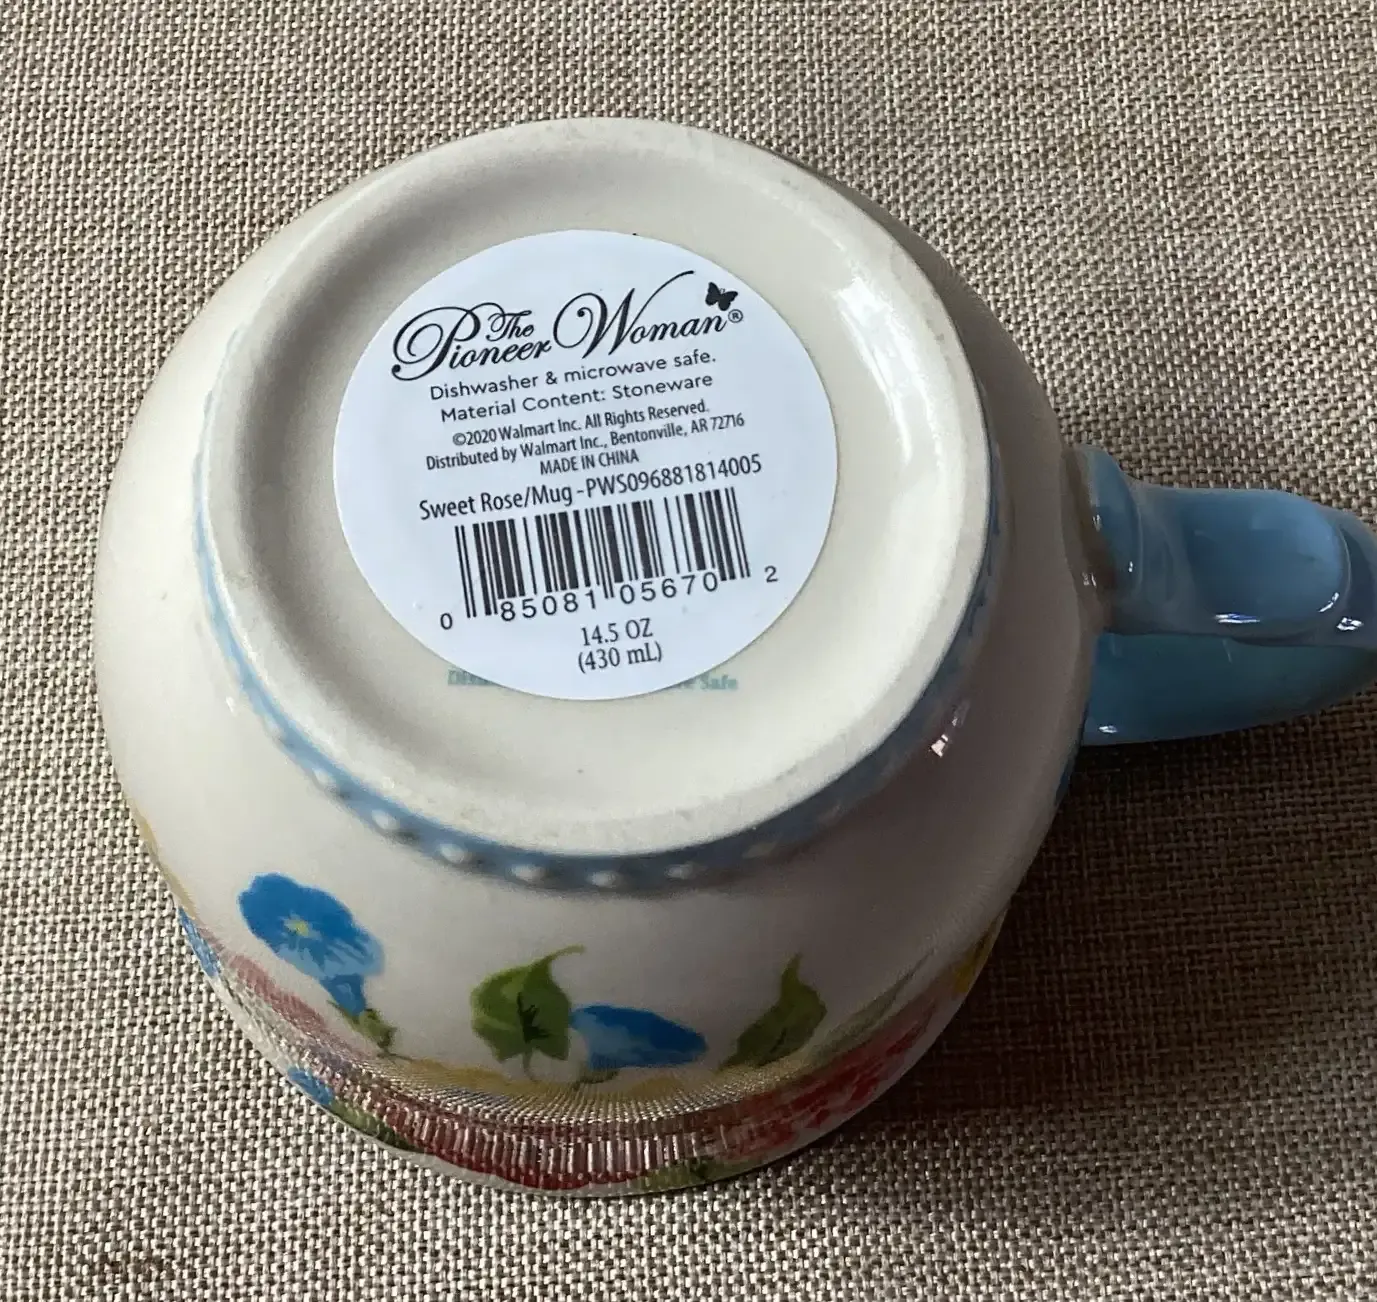 The
Pioneer Woman®
Dishwasher & microwave safe.
Material Content: Stoneware
©2020 Walmart Inc. All Rights Reserved.
Distributed by Walmart Inc., Bentonville, AR 72716
MADE IN CHINA
Sweet Rose/Mug - PWS096881814005
0 85081 05670 2
14.5 OZ
(430 mL)
Safe